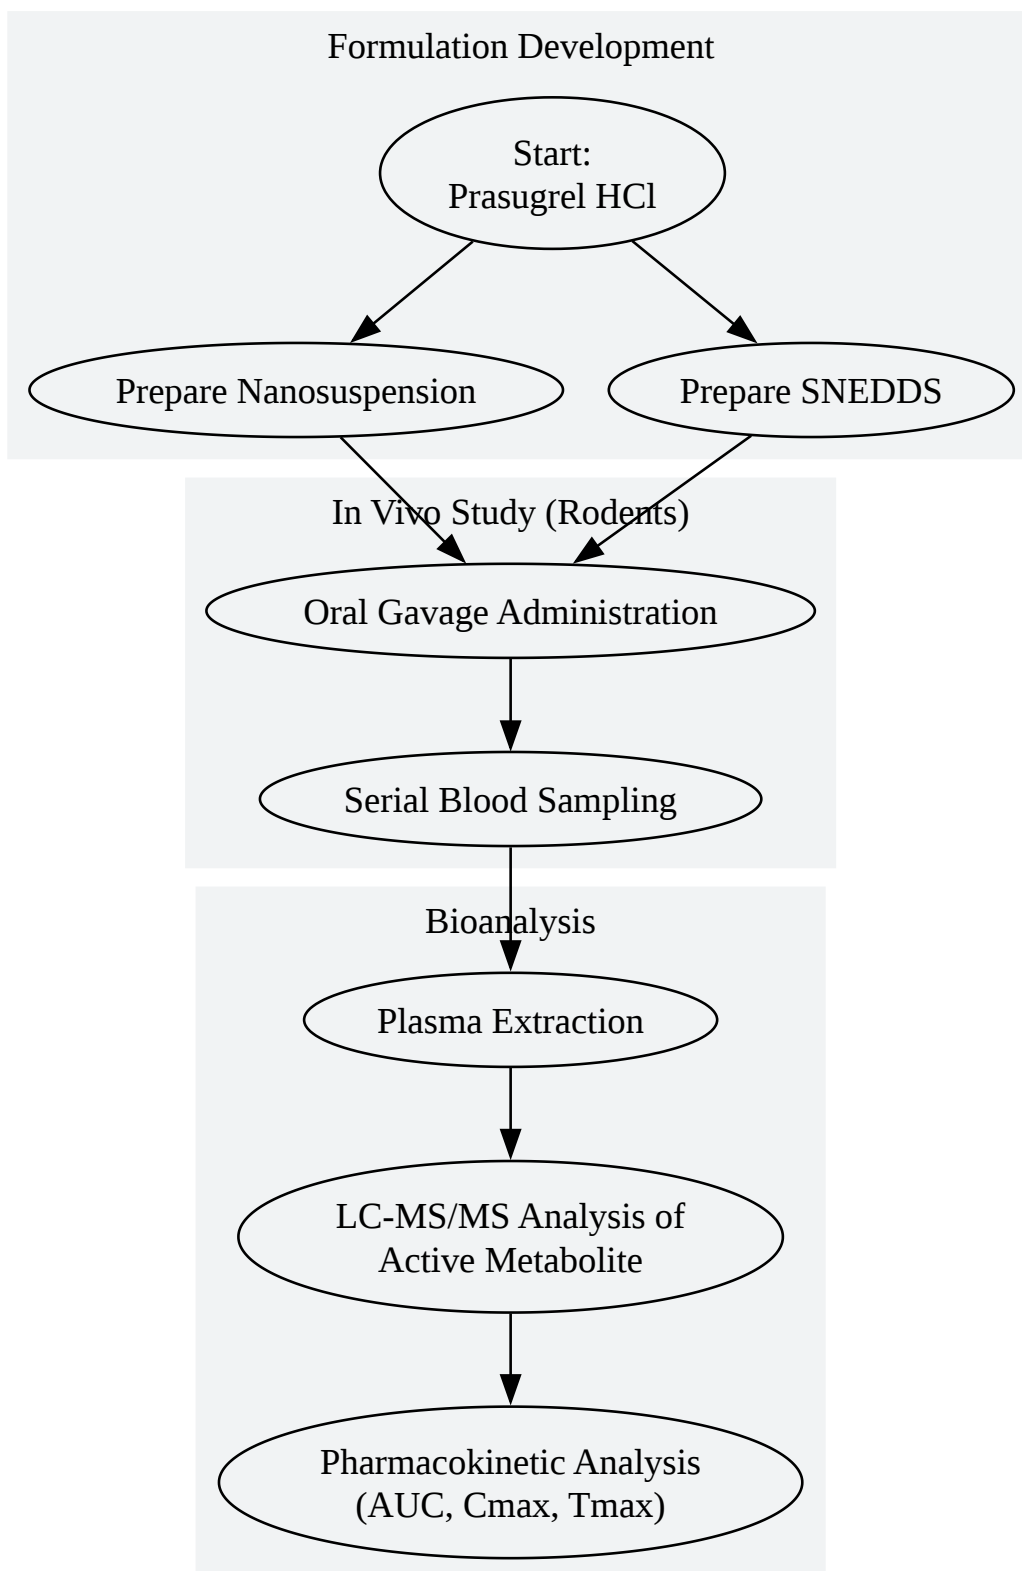 Formulation Development
Start:
Prasugrel HCl
Prepare Nanosuspension
Prepare SNEDDS
In Vivo Study (Rodents)
Oral Gavage Administration
Serial Blood Sampling
Bioanalysis
Plasma Extraction
LC-MS/MS Analysis of
Active Metabolite
Pharmacokinetic Analysis
(AUC, Cmax, Tmax)